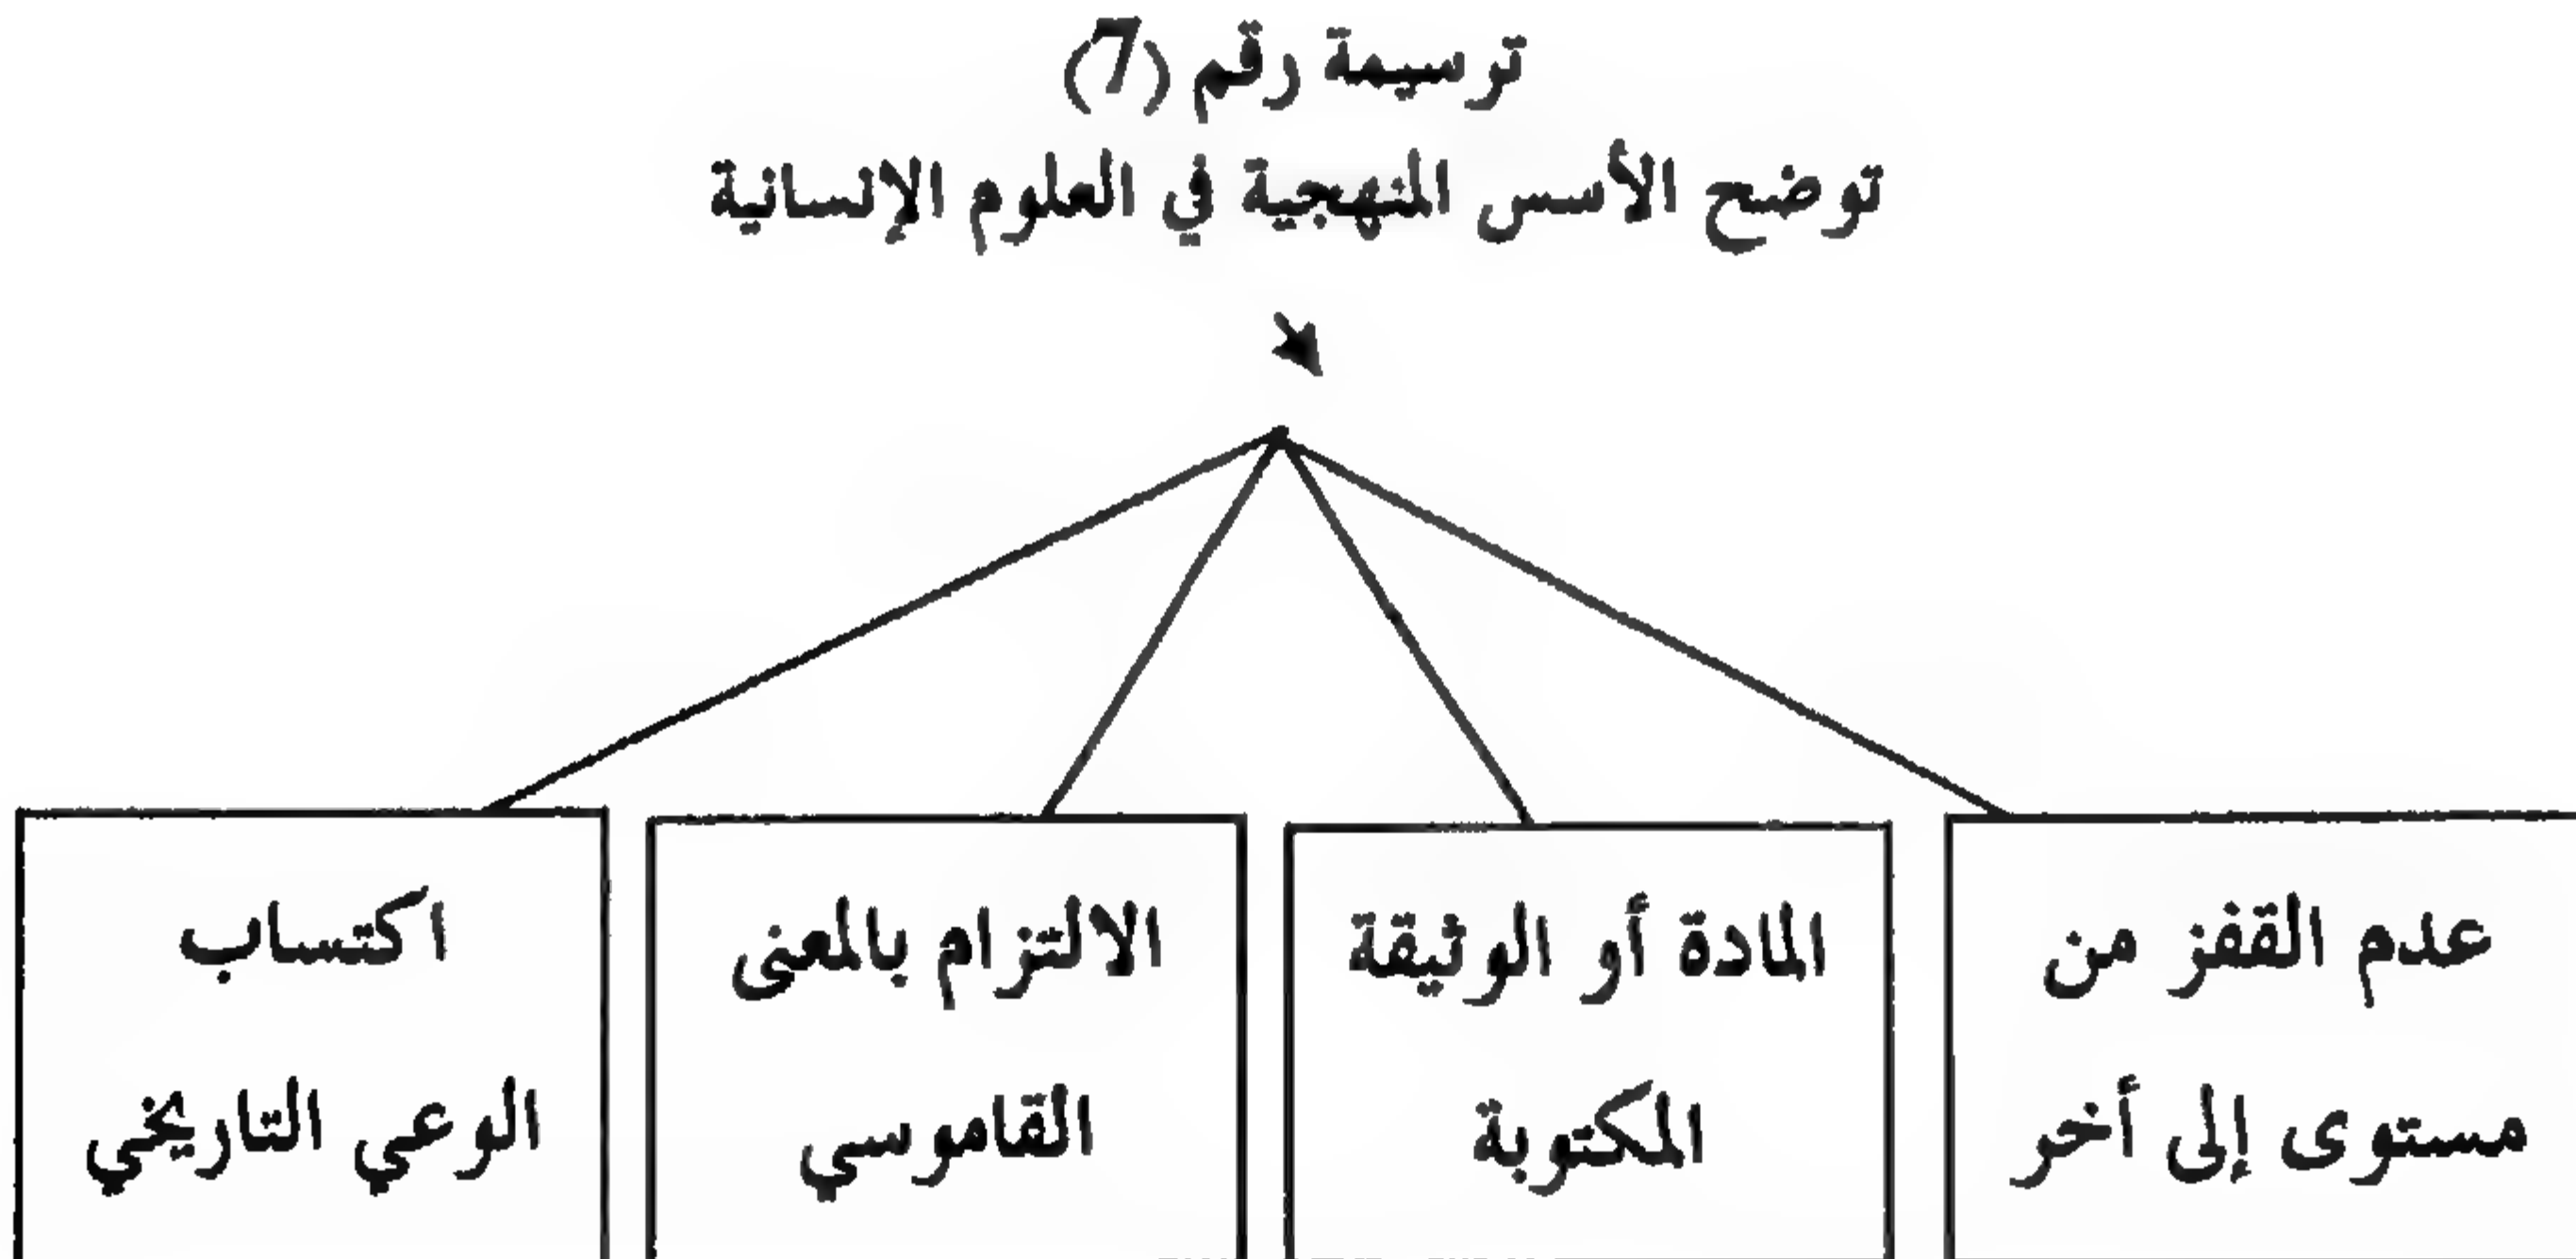 ترسيمة رقم (7)
توضح الأسس المنهجية في العلوم الإنسانية
عدم القفز من
مستوى إلى أخر
المادة أو الوثيقة
المكتوبة
الالتزام بالمعنى
القاموسي
اكتساب
الوعي التاريخي